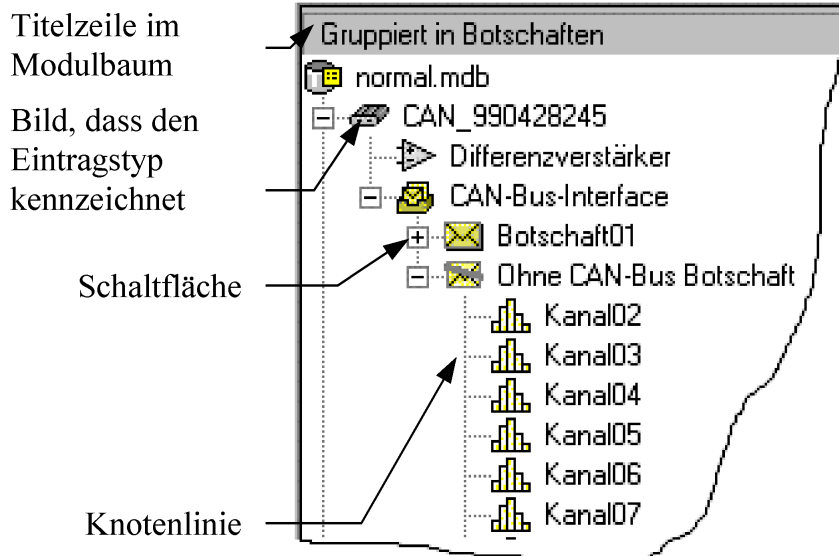 Titelzeile im
Modulbaum
Gruppiert in Botschaften
normal.mdb
Bild, dass den
Eintragstyp
kennzeichnet
CAN_990428245
Differenzverstärker
CAN-Bus-Interface
Botschaft01
Schaltfläche
Ohne CAN-Bus Botschaft
Kanal02
Kanal03
Kanal04
Kanal05
Kanal06
Knotenlinie
Kanal07